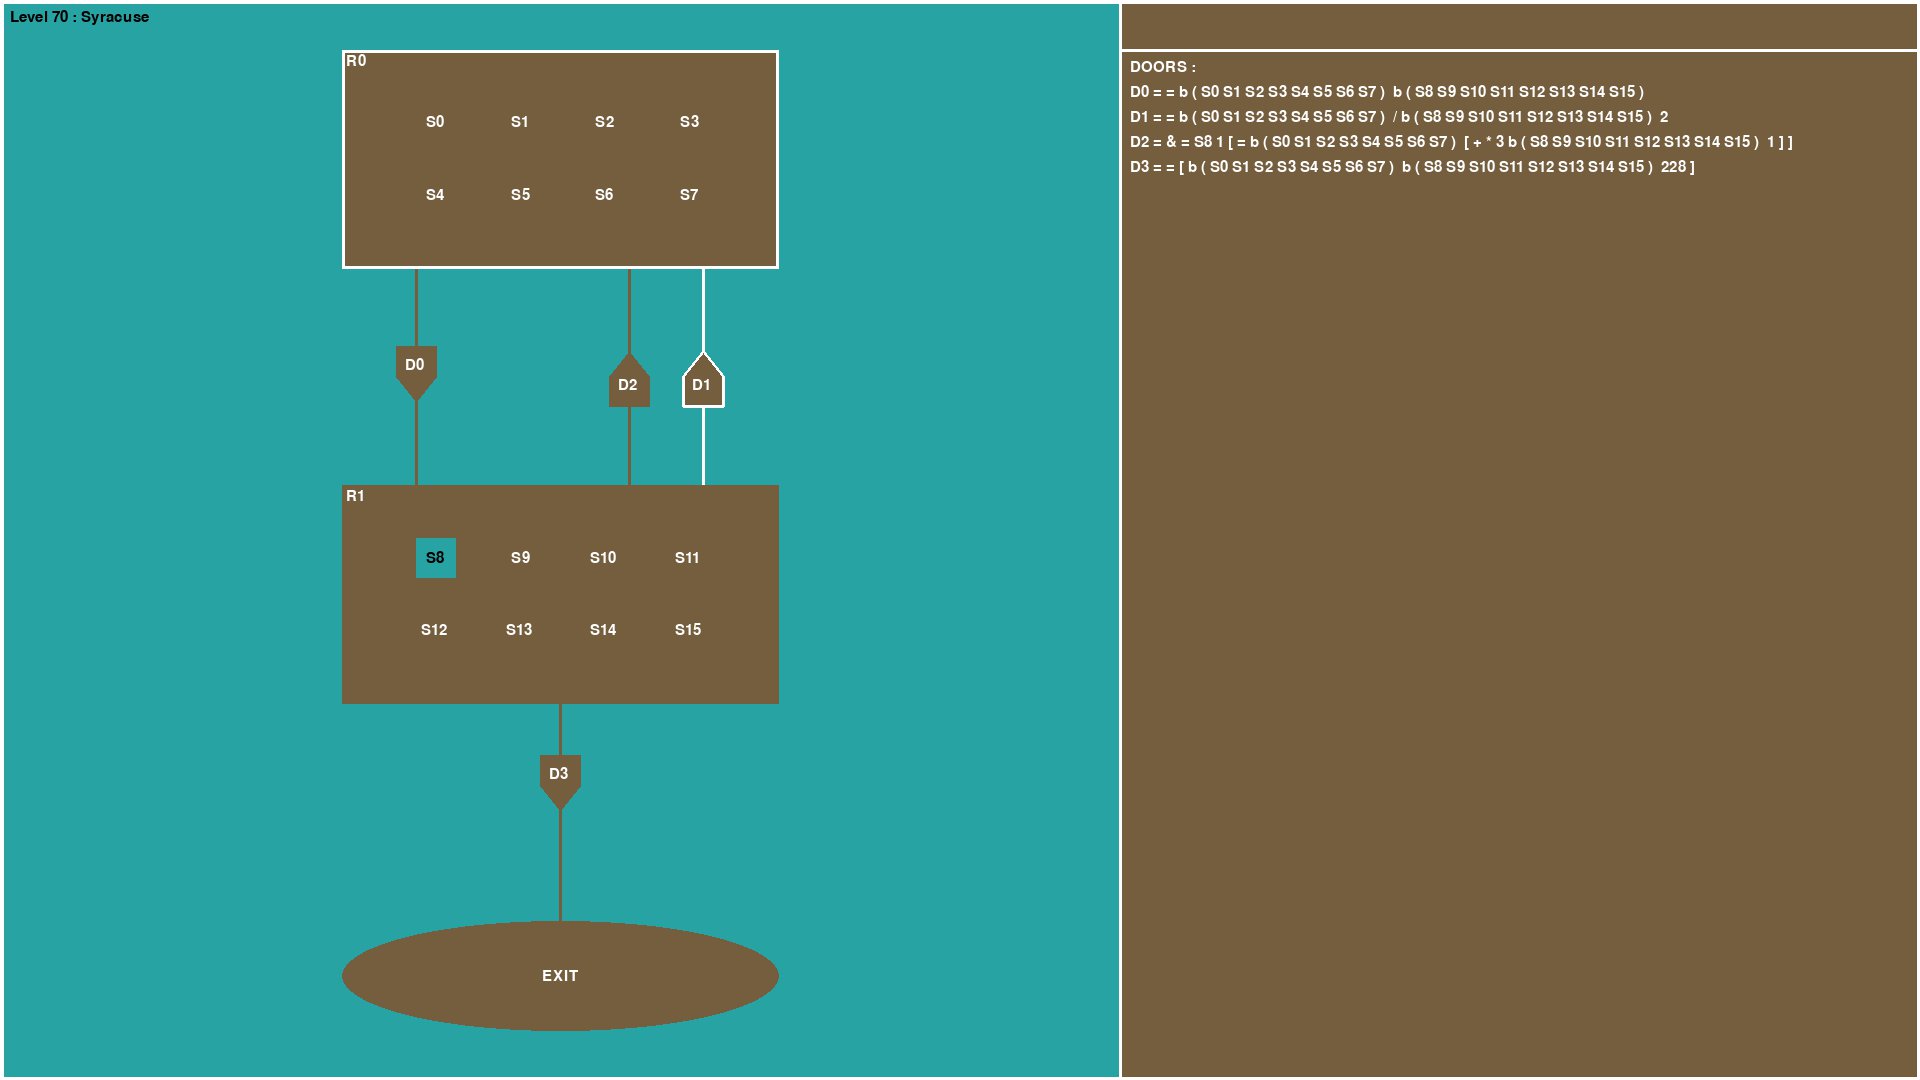 Level 70 : Syracuse
R0
S0 S1 S2 S3
S4 S5 S6 S7
D0
D2 D1
R1
S8 S9 S10 S11
S12 S13 S14 S15
D3
EXIT
DOORS :
D0 = = b ( S0 S1 S2 S3 S4 S5 S6 S7 ) b ( S8 S9 S10 S11 S12 S13 S14 S15 )
D1 = = b ( S0 S1 S2 S3 S4 S5 S6 S7 ) / b ( S8 S9 S10 S11 S12 S13 S14 S15 ) 2
D2 = & = S8 1 [ = b ( S0 S1 S2 S3 S4 S5 S6 S7 ) [ + * 3 b ( S8 S9 S10 S11 S12 S13 S14 S15 ) 1 ] ]
D3 = = [ b ( S0 S1 S2 S3 S4 S5 S6 S7 ) b ( S8 S9 S10 S11 S12 S13 S14 S15 ) 228 ]